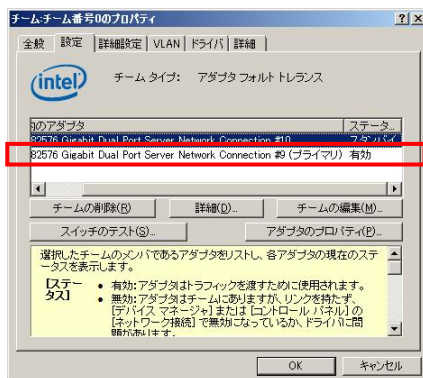 チーム:チーム番号0のプロパティ
全般 設定 詳細設定 VLAN ドライバ 詳細
intel チーム タイプ: アダプタ フォルト トレランス
のアダプタ ステータ...
82576 Gigabit Dual Port Server Network Connection #10 スタンバイ
82576 Gigabit Dual Port Server Network Connection #9 (プライマリ) 有効
チームの削除(R) 詳細(D)... チームの編集(M)...
スイッチのテスト(S)... アダプタのプロパティ(P)...
選択したチームのメンバであるアダプタをリストし、各アダプタの現在のステ
ータスを表示します。
[ステー
タス]
• 有効: アダプタはトラフィックを渡すために使用されます。
• 無効: アダプタはチームにありますが、リンクを持たず、
[デバイス マネージャ] または [コントロール パネル] の
[ネットワーク接続] で無効になっているか、ドライバに問
題があります。
OK キャンセル